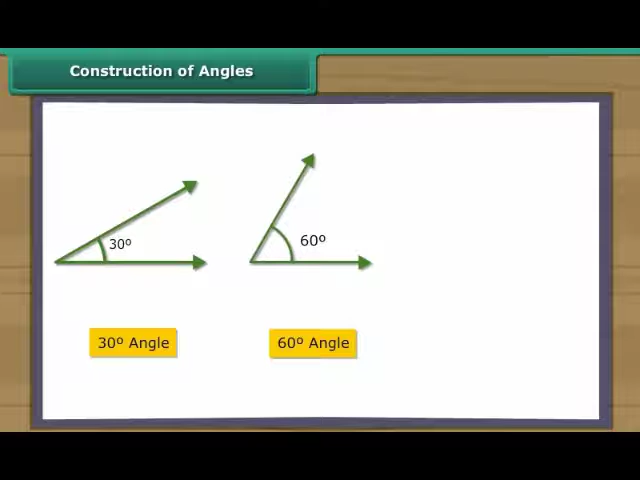 Construction of Angles
30º
60º
30º Angle
60º Angle